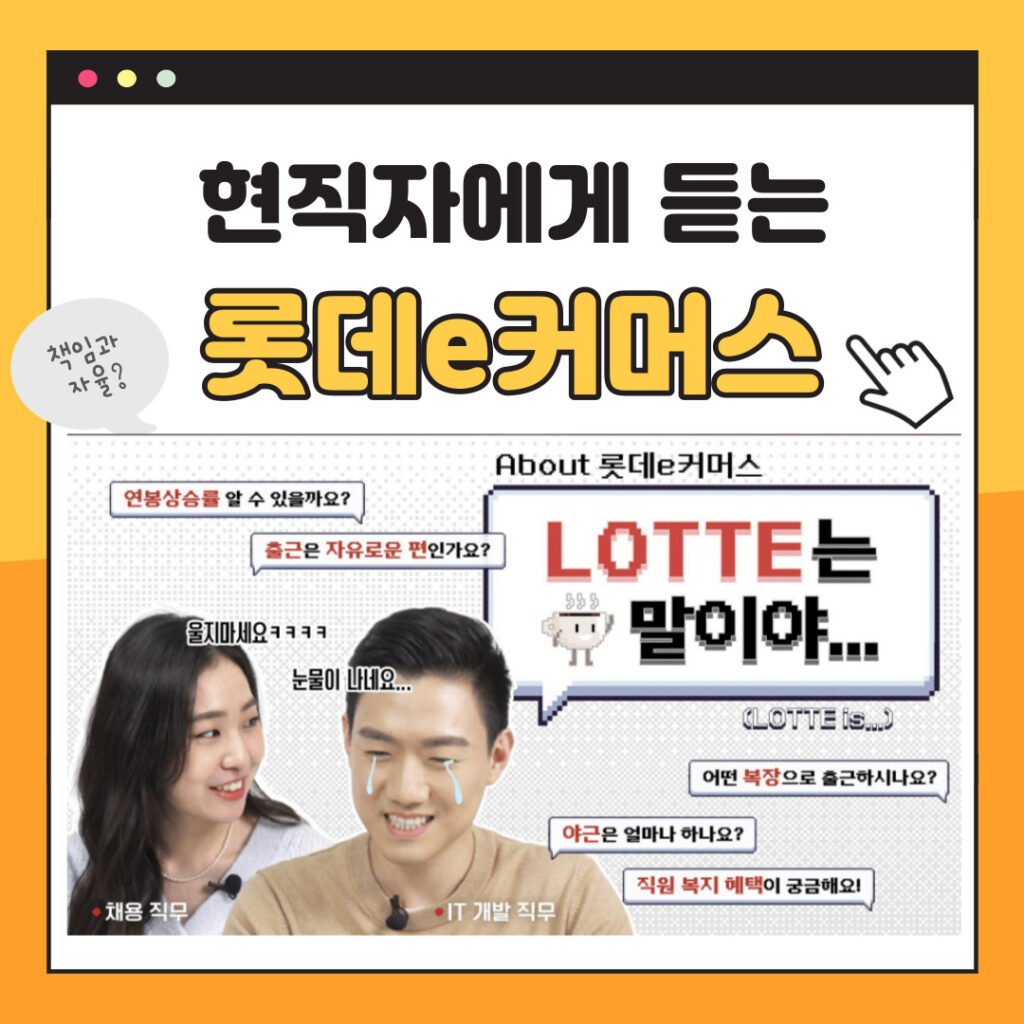 현직자에게 듣는
롯데e커머스
책임과
자율?
About 롯데e커머스
연봉상승률 알 수 있을까요?
출근은 자유로운 편인가요?
LOTTE는
말이야...
(LOTTE is...)
울지마세요ㅋㅋㅋㅋ
눈물이 나네요...
어떤 복장으로 출근하시나요?
야근은 얼마나 하나요?
직원 복지 혜택이 궁금해요!
채용 직무
IT 개발 직무